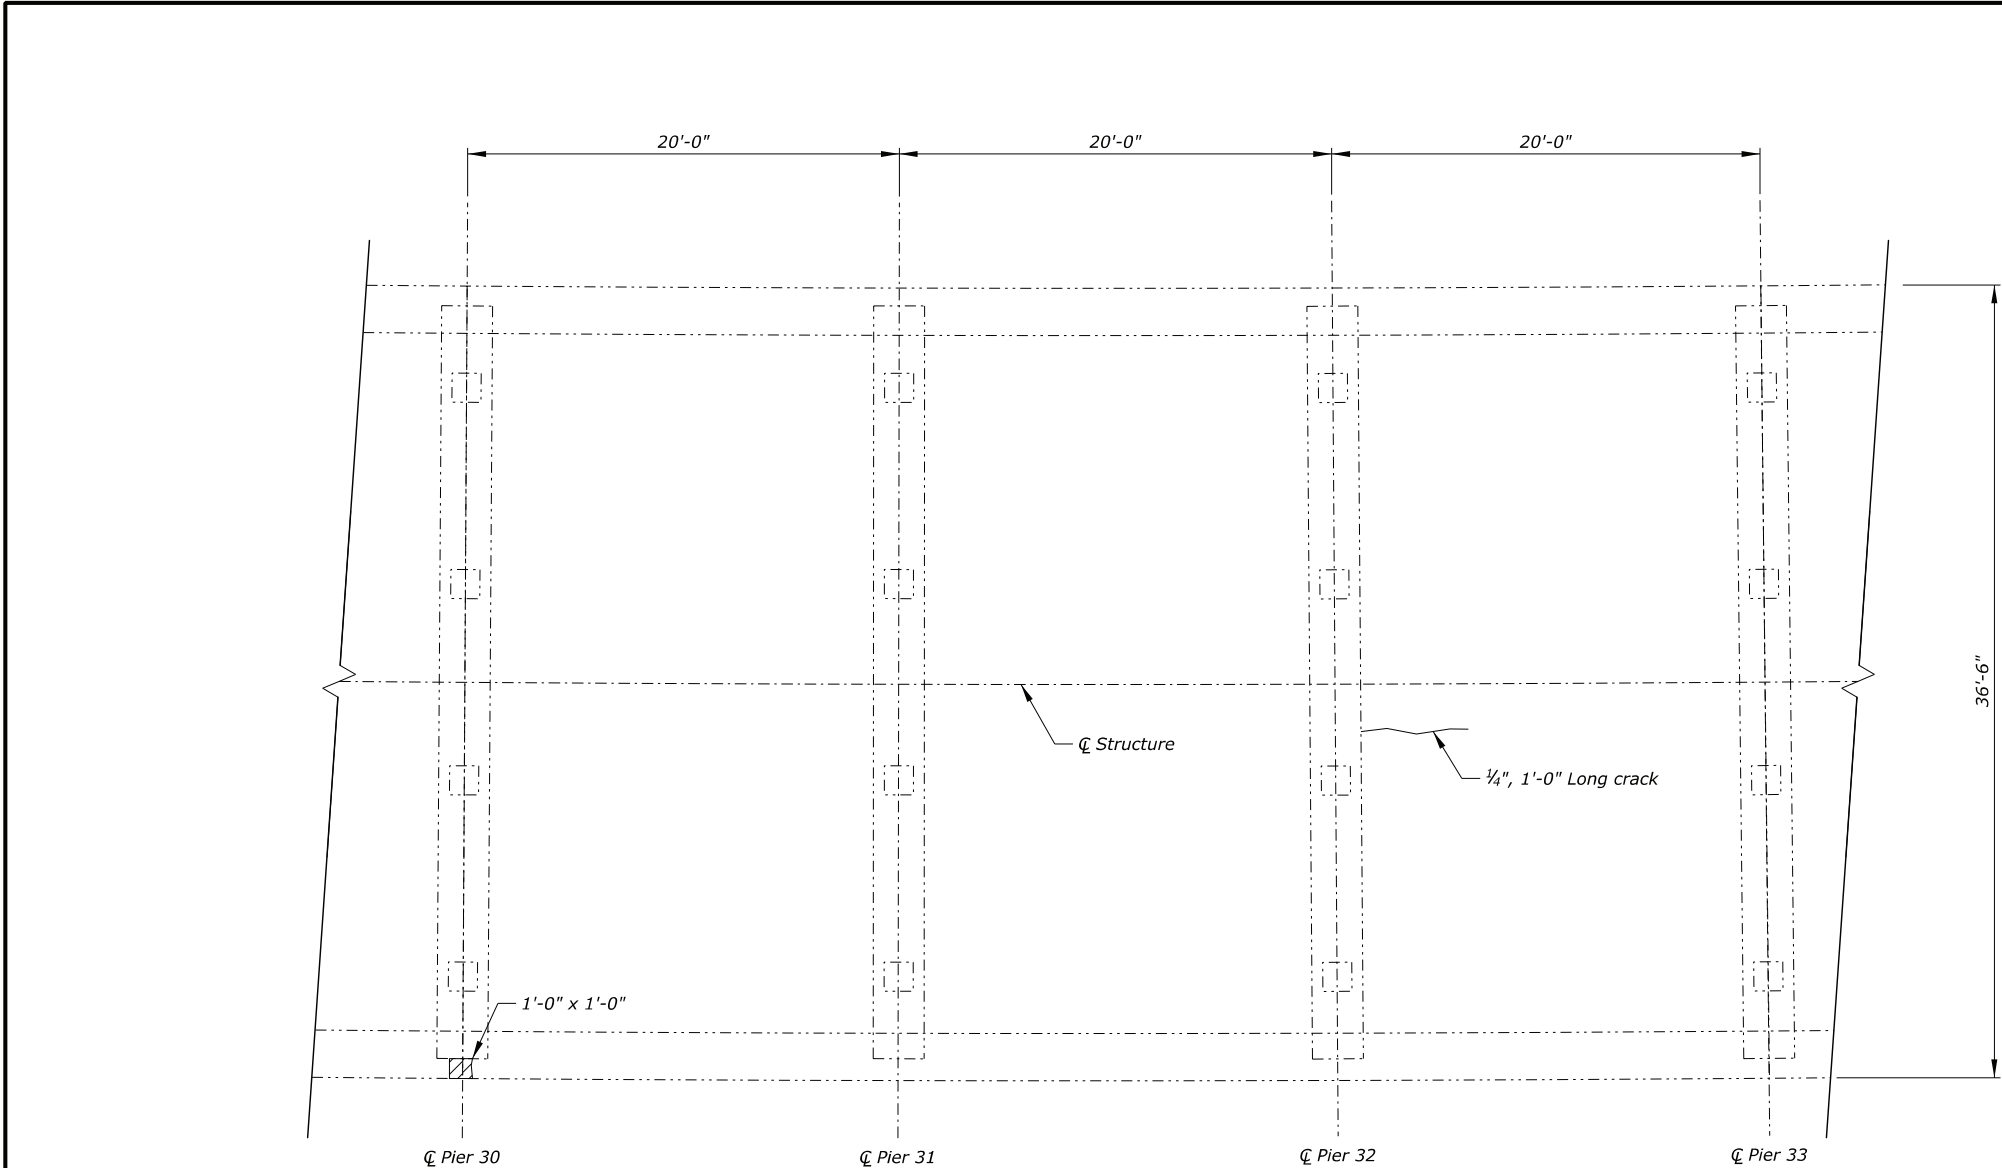 20'-0"
20'-0"
20'-0"
36'-6"
℄ Structure
¼", 1'-0" Long crack
1'-0" x 1'-0"
℄ Pier 30
℄ Pier 31
℄ Pier 32
℄ Pier 33